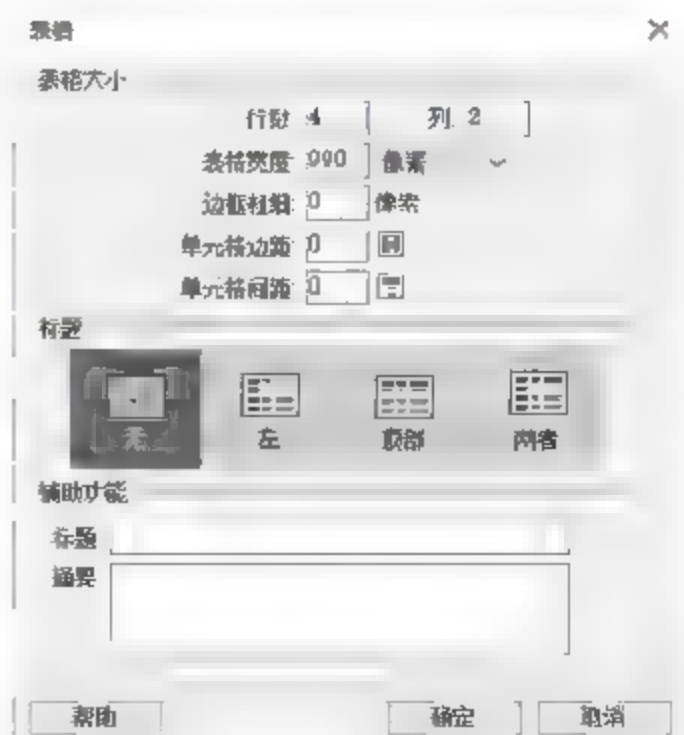 表格
表格大小
行数 4 列 2
表格宽度 像素
边框粗细: 0 像素
单元格边距 0
单元格间距 0
标题
无 左 顶部 两者
辅助功能
标题
摘要
帮助 确定 取消